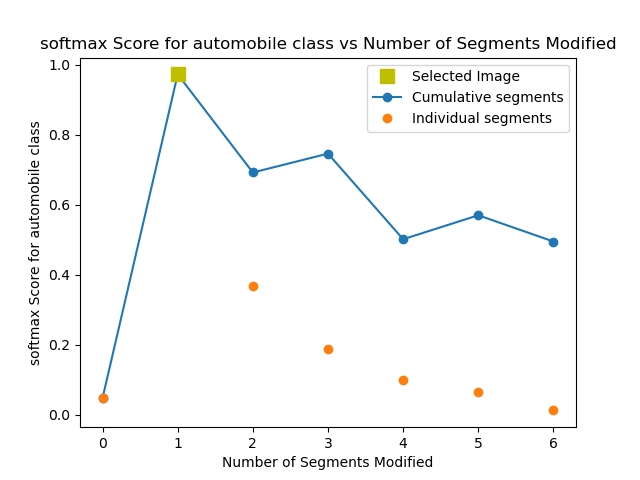 softmax Score for automobile class vs Number of Segments Modified
1.0
0.8
0.6
0.4
0.2
0.0
softmax Score for automobile class
Selected Image
Cumulative segments
Individual segments
0 1 2 3 4 5 6
Number of Segments Modified